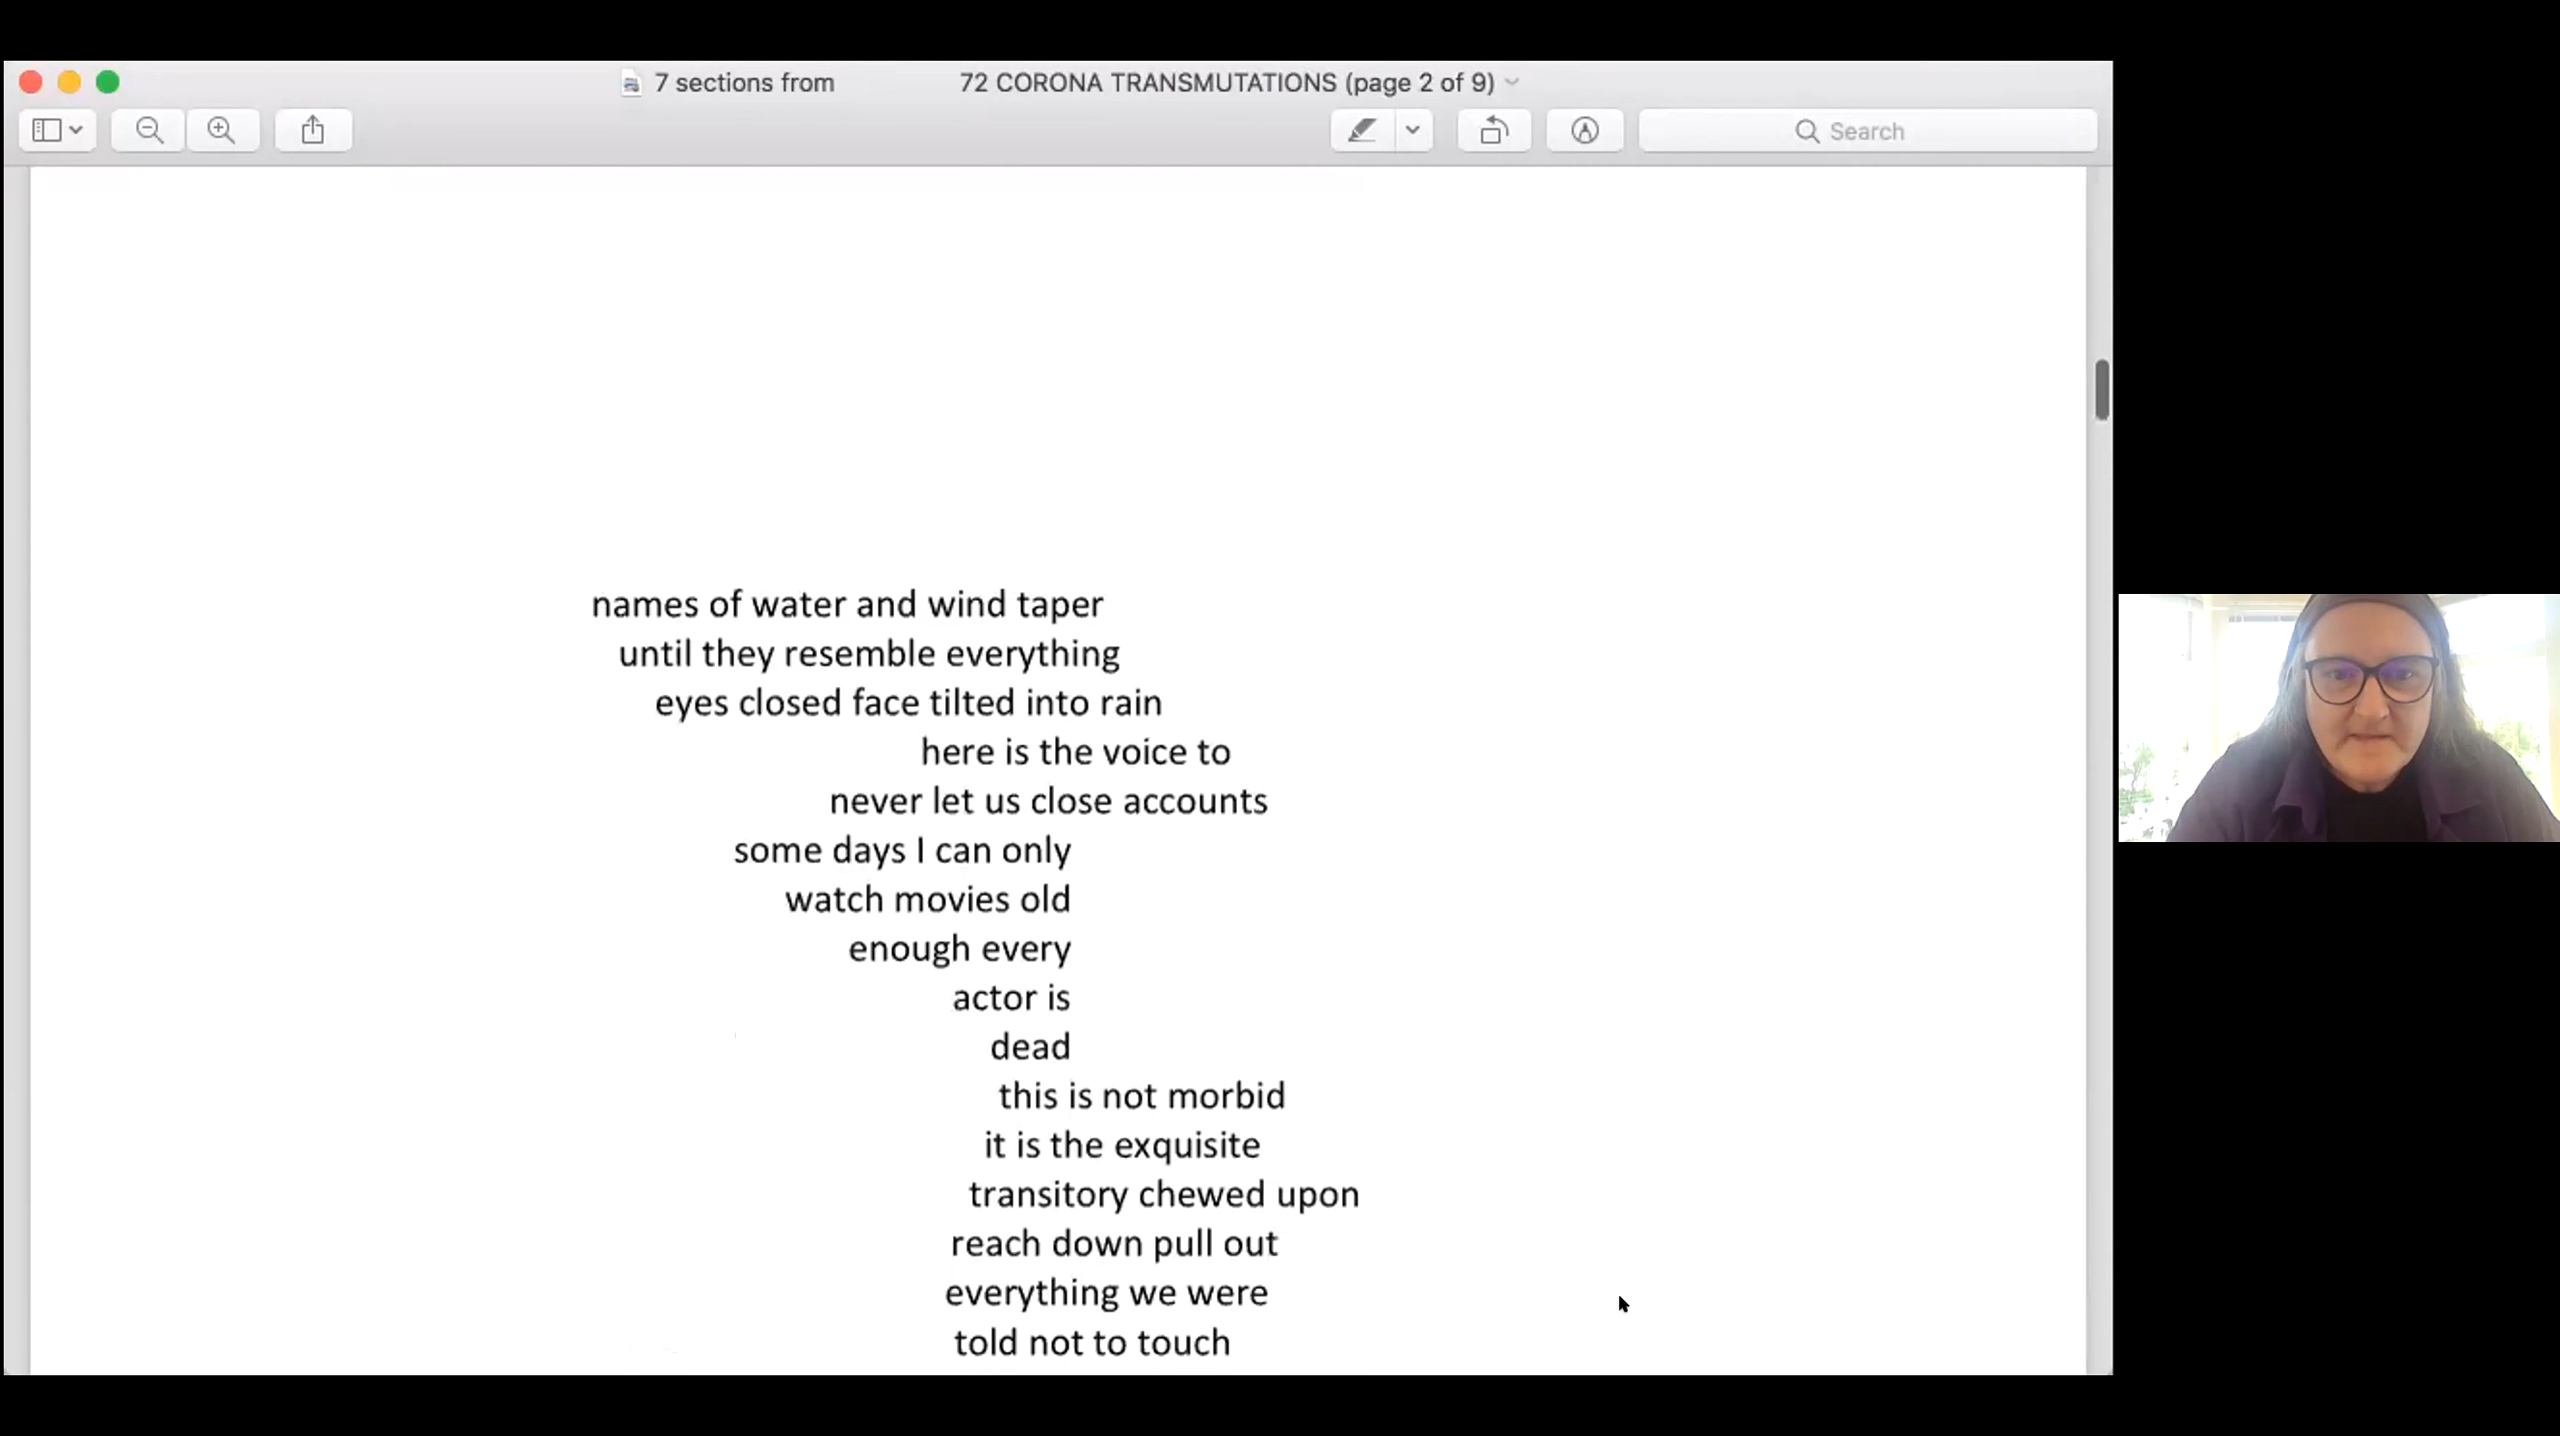 7 sections from 72 CORONA TRANSMUTATIONS (page 2 of 9)
Search
names of water and wind taper
until they resemble everything
eyes closed face tilted into rain
here is the voice to
never let us close accounts
some days I can only
watch movies old
enough every
actor is
dead
this is not morbid
it is the exquisite
transitory chewed upon
reach down pull out
everything we were
told not to touch